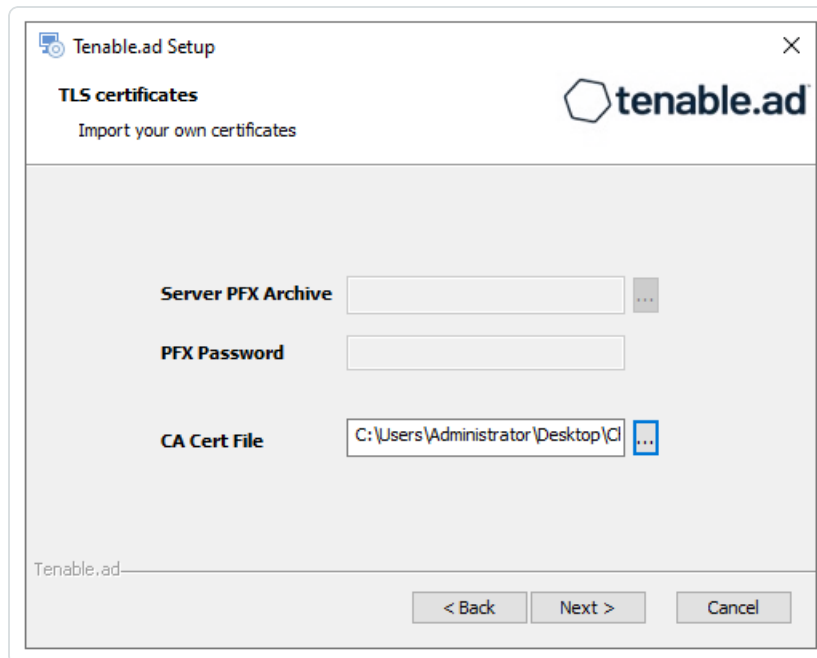 Tenable.ad Setup
TLS certificates
tenable.ad
Import your own certificates
Server PFX Archive
...
PFX Password
CA Cert File
C:\Users\Administrator\Desktop\Cl
...
Tenable.ad
< Back
Next >
Cancel